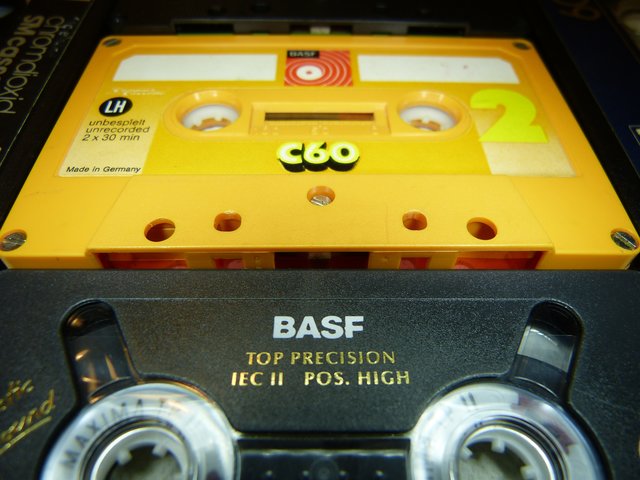 chromdioxid
BASF
LH
unbespielt
unrecorded
2 x 30 min
Made in Germany
C60
2
BASF
TOP PRECISION
IEC II POS. HIGH
MAXIMA